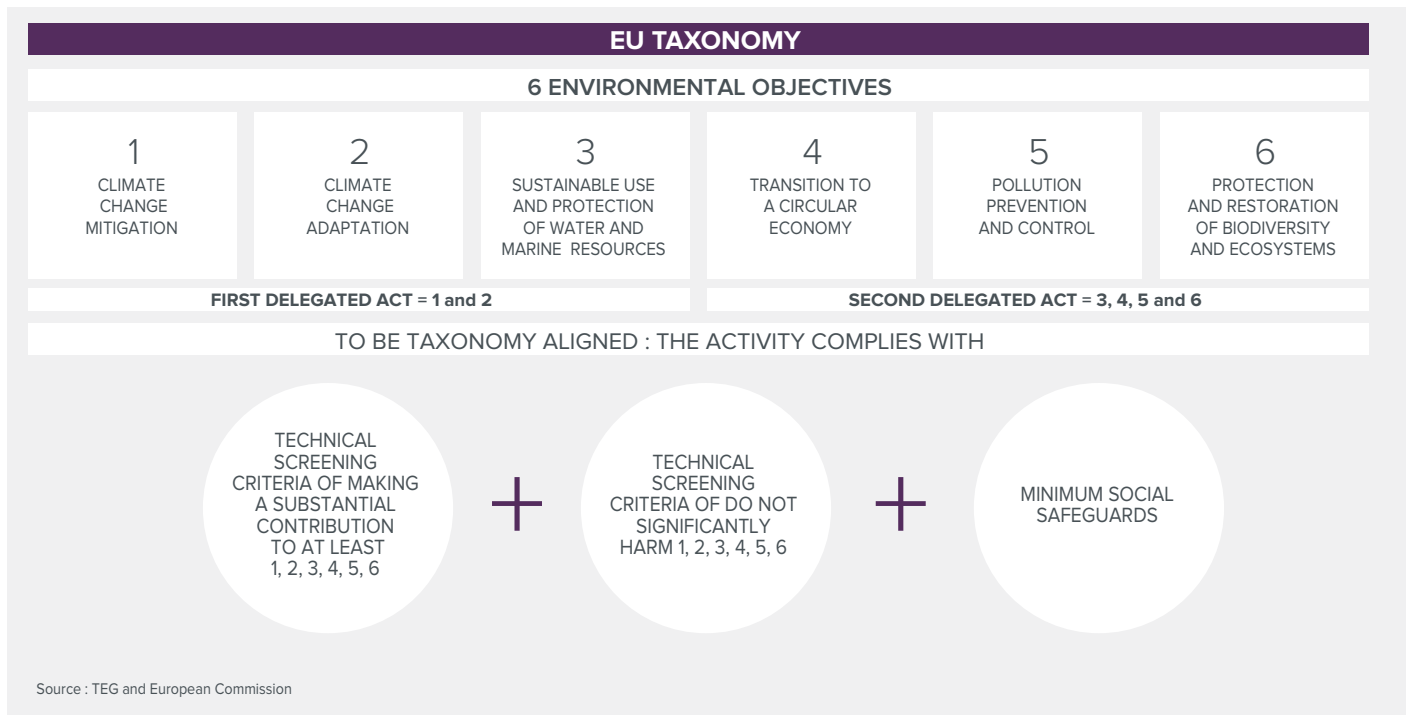 EU TAXONOMY
6 ENVIRONMENTAL OBJECTIVES
1
CLIMATE
CHANGE
MITIGATION
2
CLIMATE
CHANGE
ADAPTATION
3
SUSTAINABLE USE
AND PROTECTION
OF WATER AND
MARINE RESOURCES
4
TRANSITION TO
A CIRCULAR
ECONOMY
5
POLLUTION
PREVENTION
AND CONTROL
6
PROTECTION
AND RESTORATION
OF BIODIVERSITY
AND ECOSYSTEMS
FIRST DELEGATED ACT = 1 and 2
SECOND DELEGATED ACT = 3, 4, 5 and 6
TO BE TAXONOMY ALIGNED : THE ACTIVITY COMPLIES WITH
TECHNICAL
SCREENING
CRITERIA OF MAKING
A SUBSTANTIAL
CONTRIBUTION
TO AT LEAST
1, 2, 3, 4, 5, 6
+
TECHNICAL
SCREENING
CRITERIA OF DO NOT
SIGNIFICANTLY
HARM 1, 2, 3, 4, 5, 6
+
MINIMUM SOCIAL
SAFEGUARDS
Source : TEG and European Commission